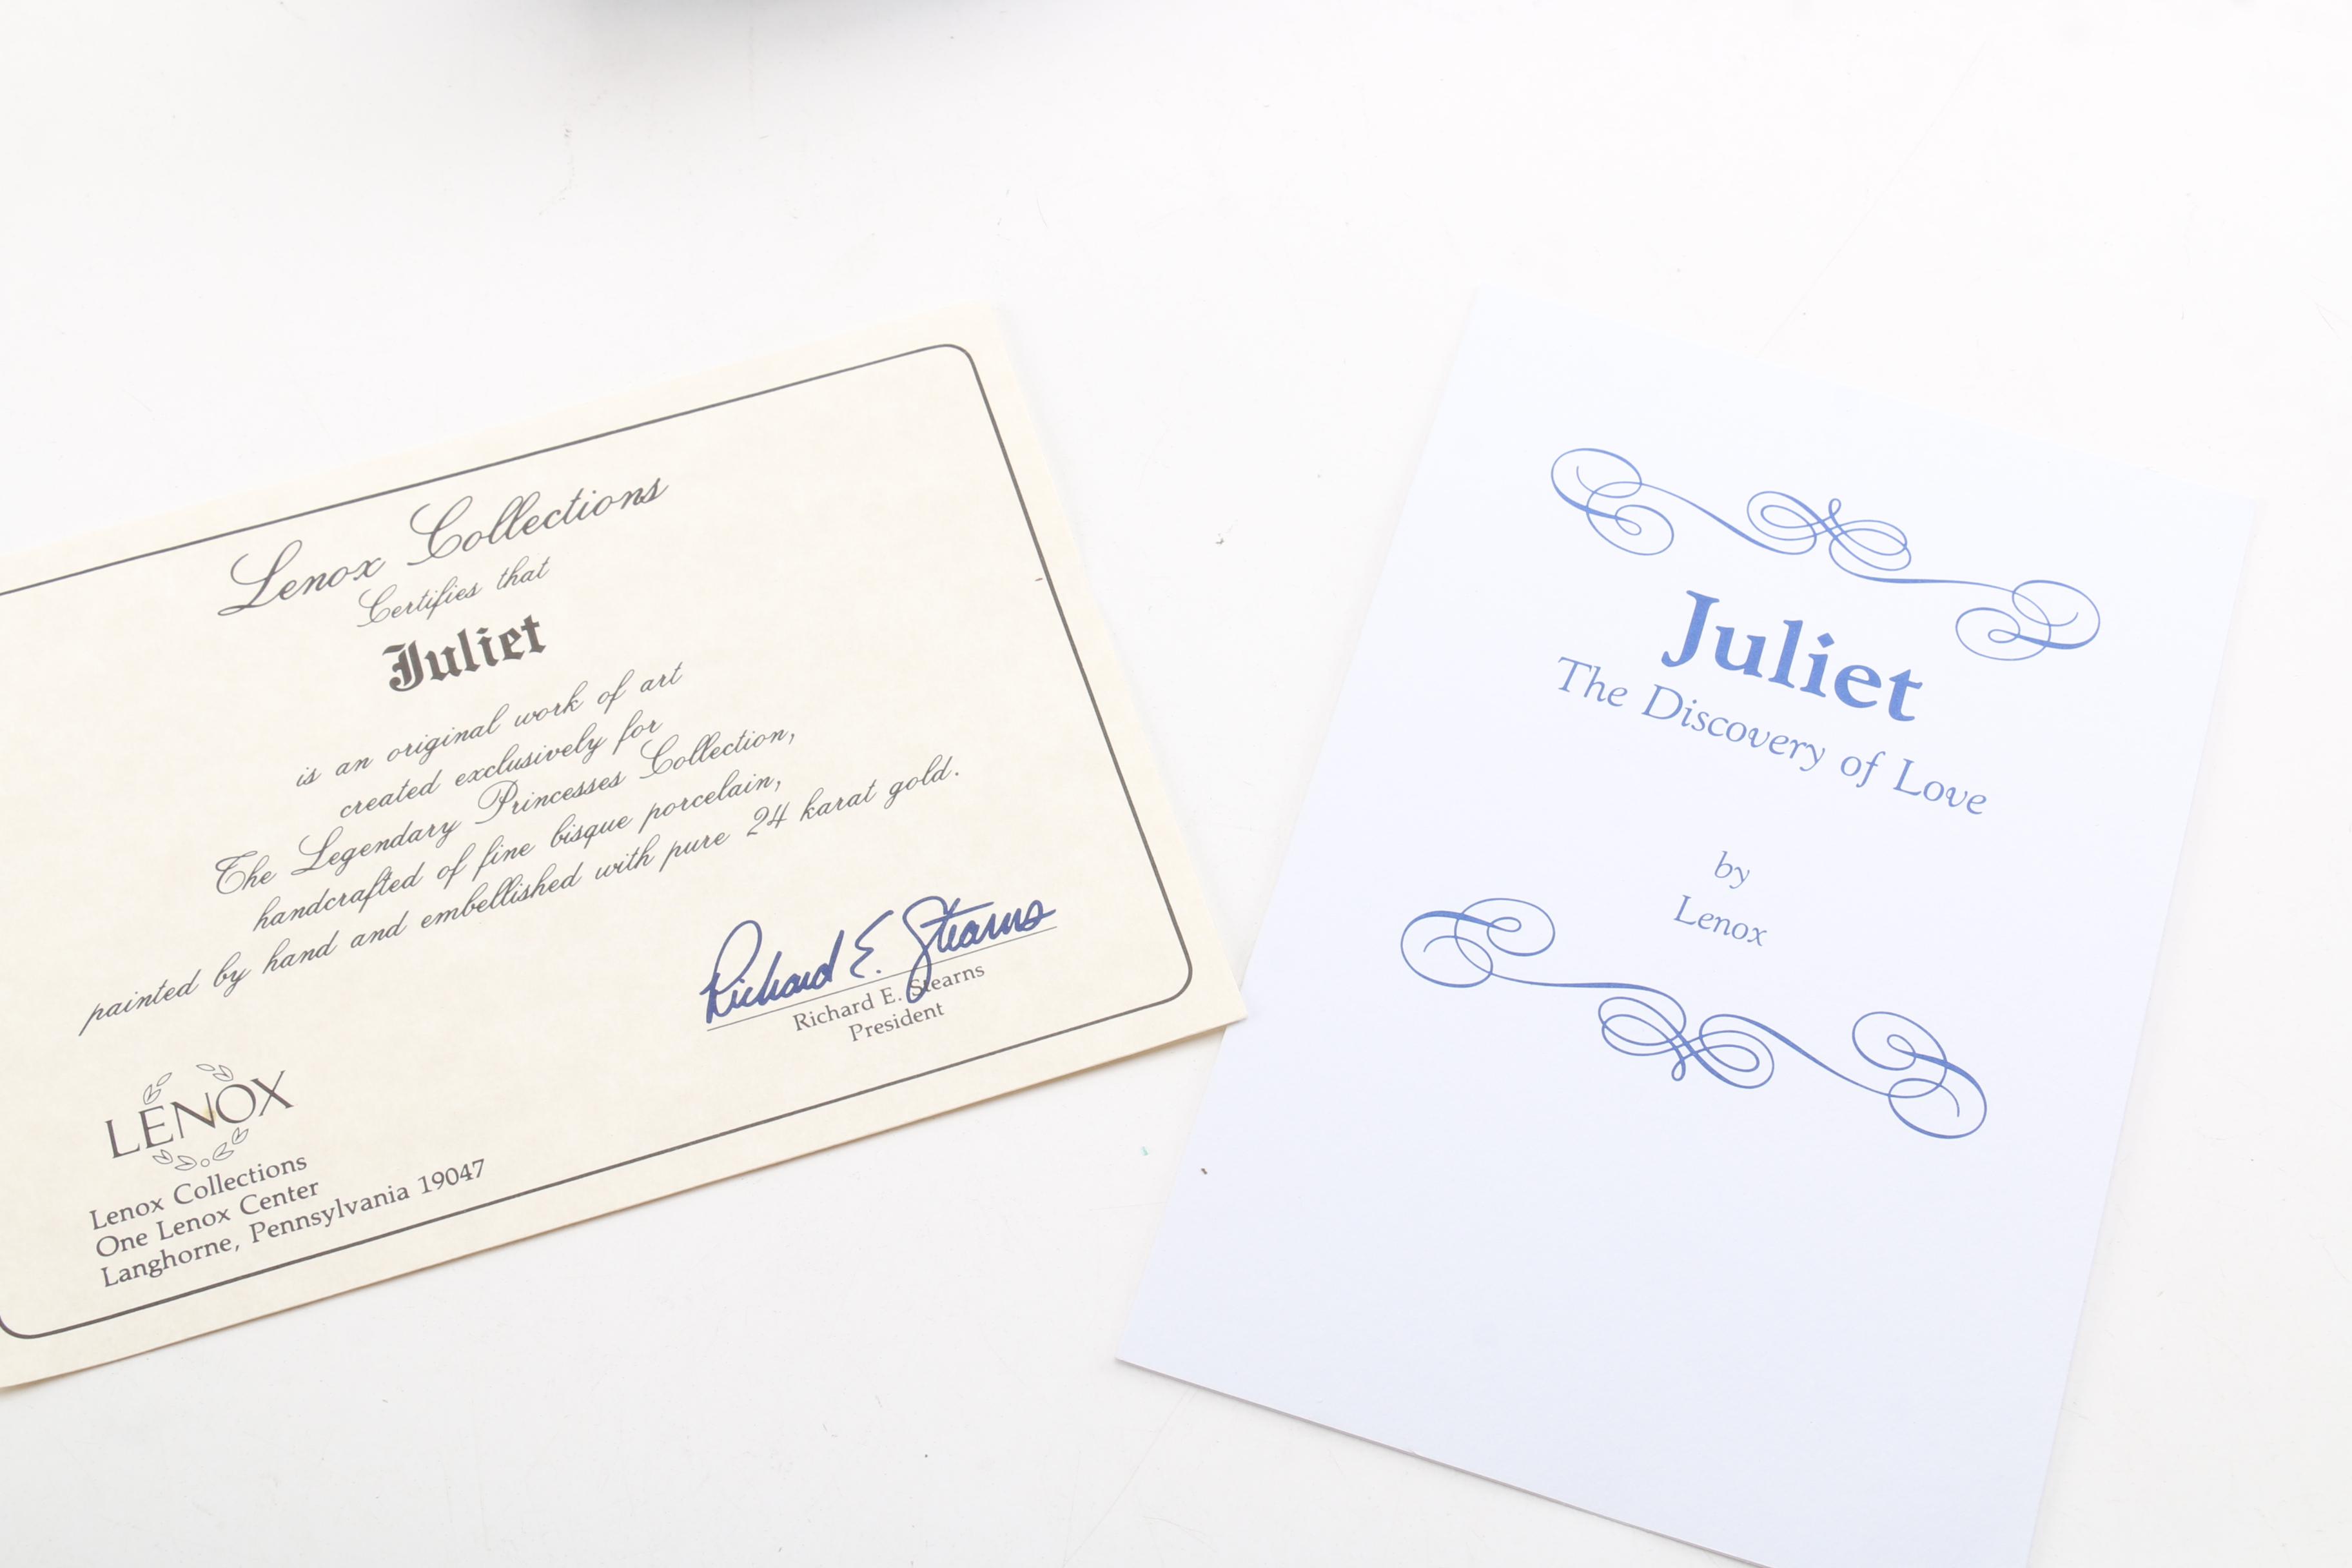 Lenox Collections
Certifies that
Juliet
is an original work of art
created exclusively for
The Legendary Princesses Collection,
handcrafted of fine bisque porcelain,
painted by hand and embellished with pure 24 karat gold.
Richard E. Stearns
Richard E. Stearns
President
LENOX
Lenox Collections
One Lenox Center
Langhorne, Pennsylvania 19047
Juliet
The Discovery of Love
by
Lenox